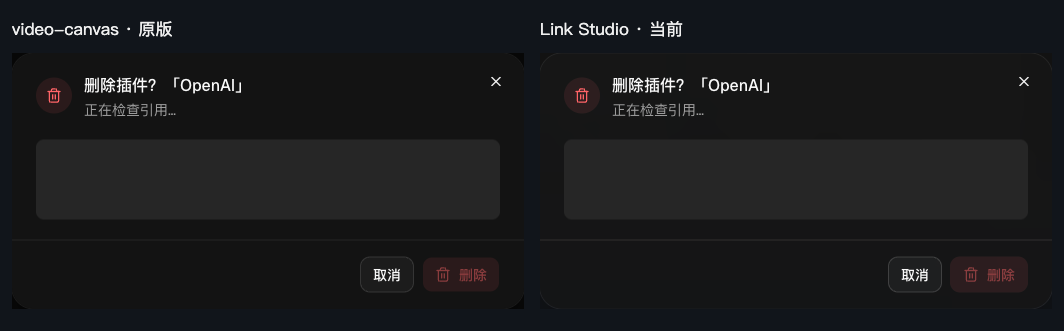 video-canvas · 原版
删除插件？「OpenAI」
正在检查引用...
取消
删除
Link Studio · 当前
删除插件？「OpenAI」
正在检查引用...
取消
删除